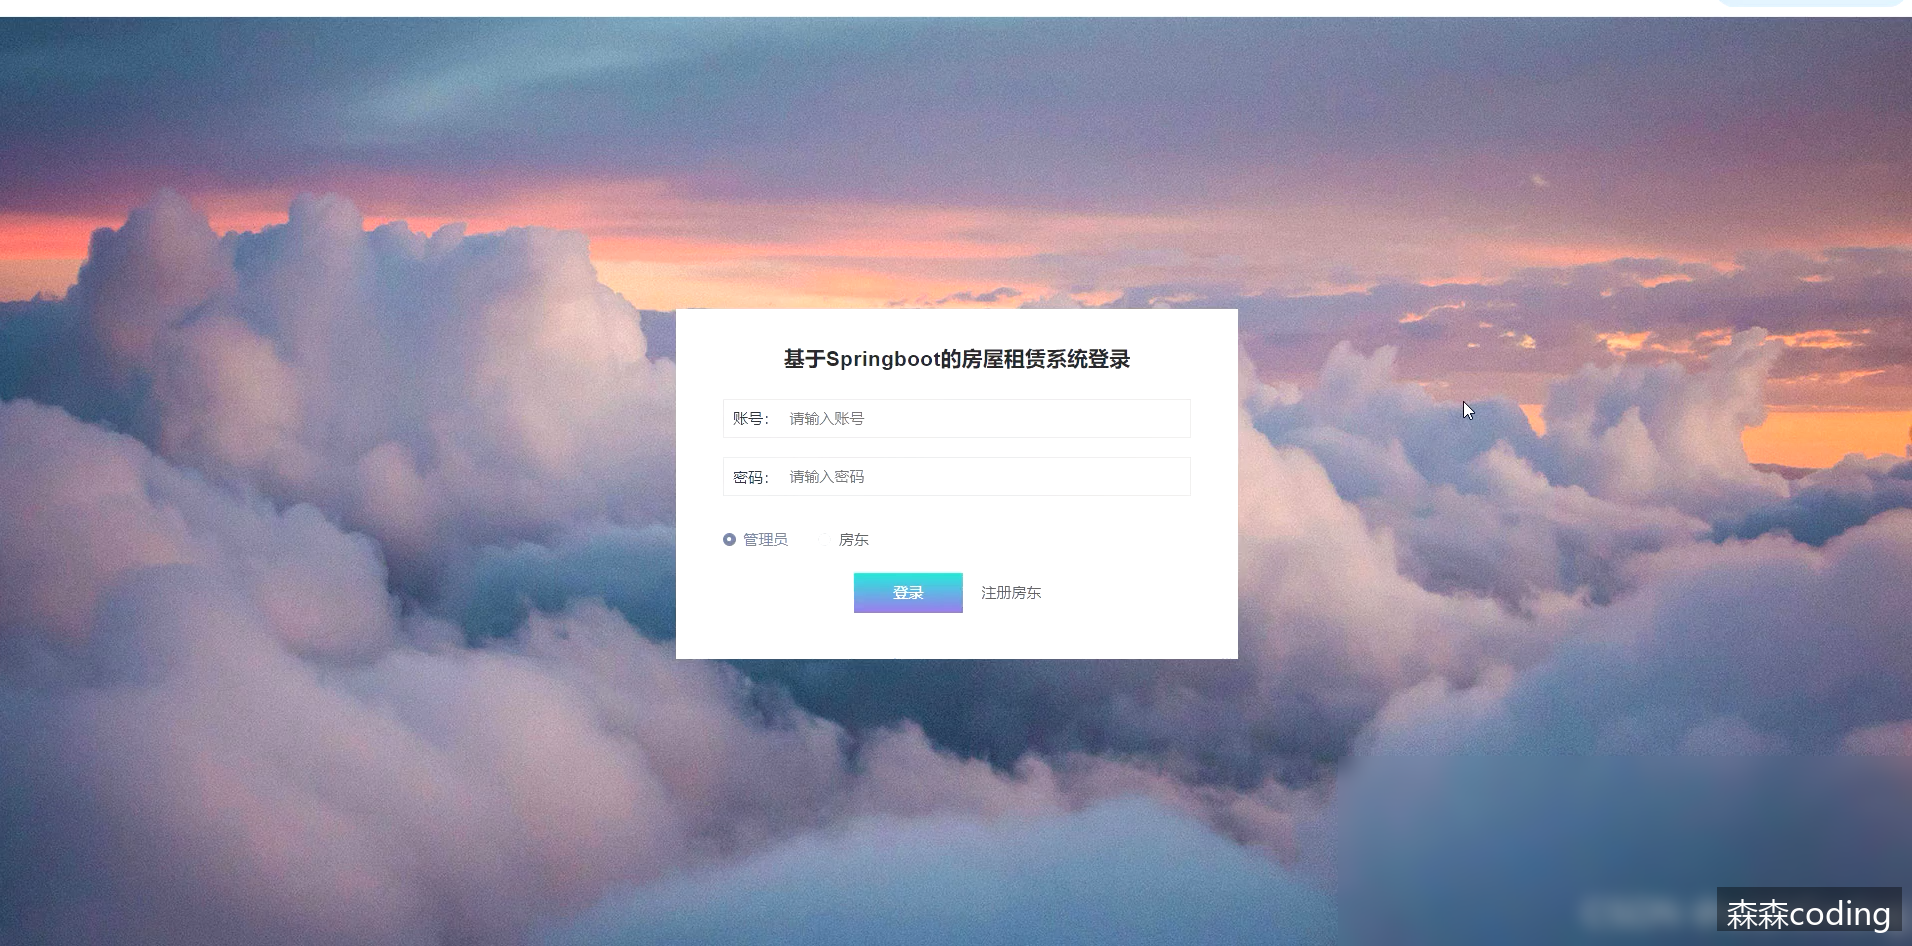 基于Springboot的房屋租赁系统登录
账号： 请输入账号
密码： 请输入密码
管理员 房东
登录 注册房东
森森coding